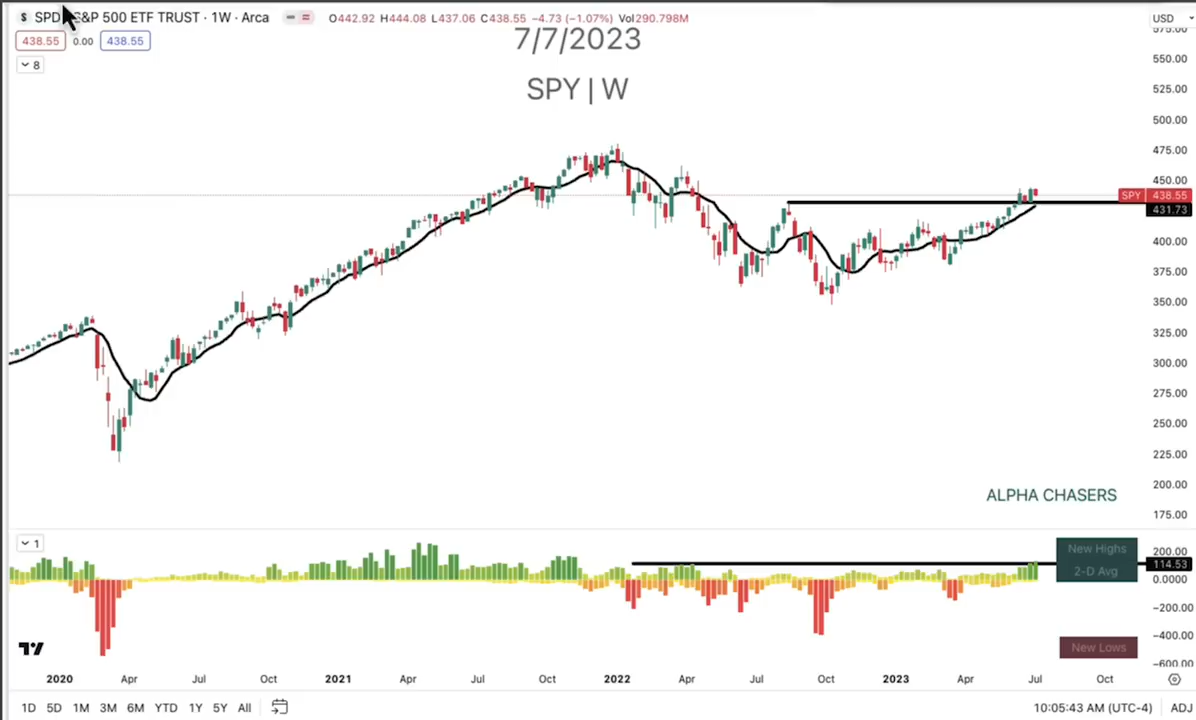 $ SPD S&P 500 ETF TRUST · 1W · Arca O442.92 H444.08 L437.06 C438.55 −4.73 (−1.07%) Vol290.798M USD
438.55 0.00 438.55
8
7/7/2023
SPY | W
575.00
550.00
525.00
500.00
475.00
450.00
SPY 438.55
431.73
400.00
375.00
350.00
325.00
300.00
275.00
250.00
225.00
200.00
175.00
ALPHA CHASERS
1
New Highs
2-D Avg
200.00
114.53
0.0000
−200.00
−400.00
−600.00
New Lows
2020 Apr Jul Oct 2021 Apr Jul Oct 2022 Apr Jul Oct 2023 Apr Jul Oct
1D 5D 1M 3M 6M YTD 1Y 5Y All 10:05:43 AM (UTC-4) ADJ